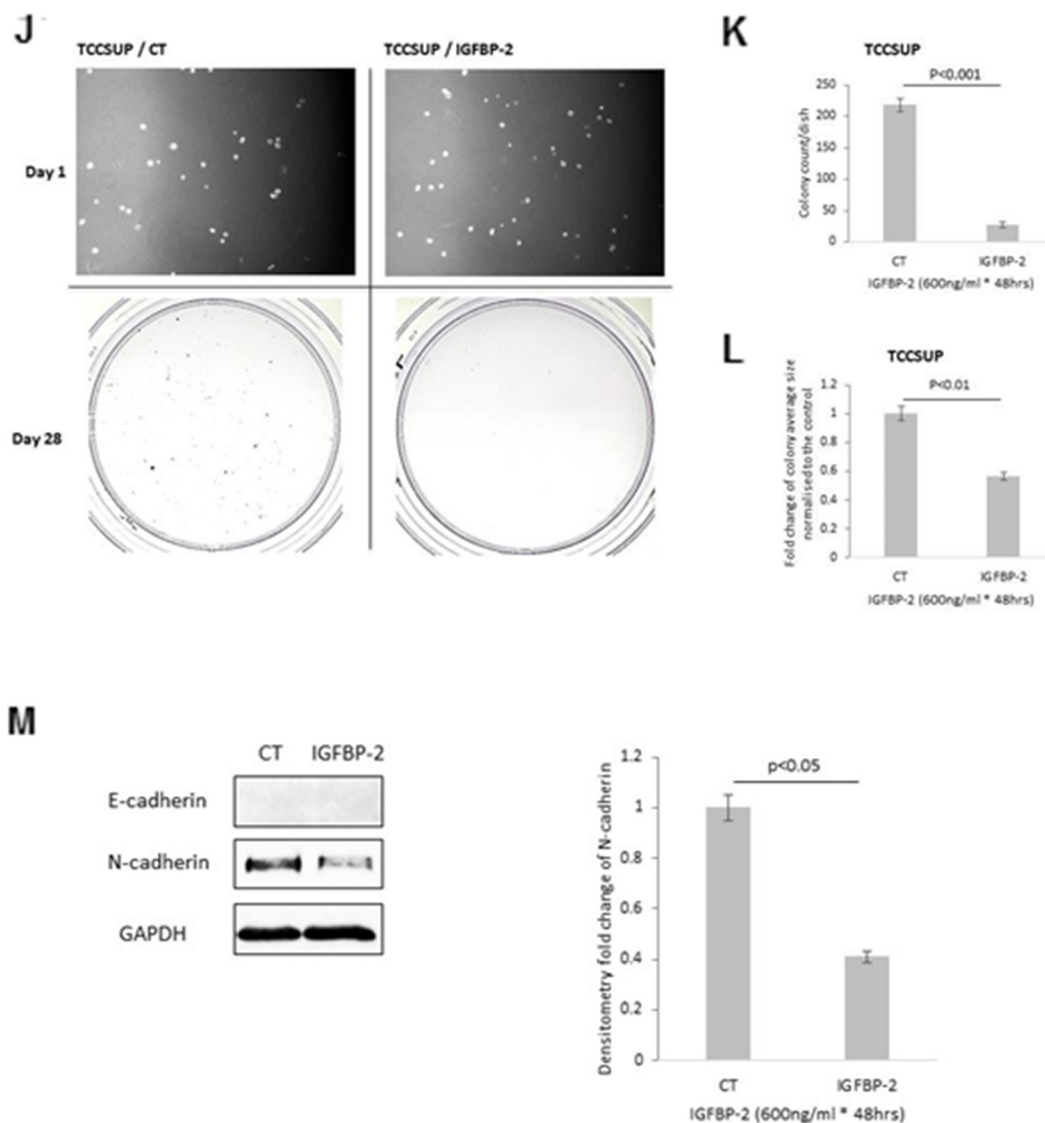 J
TCCSUP / CT
TCCSUP / IGFBP-2
Day 1
Day 28
K
TCCSUP
P<0.001
Colony count/dish
250
200
150
100
50
0
CT
IGFBP-2
IGFBP-2 (600ng/ml * 48hrs)
L
TCCSUP
P<0.01
Fold change of colony average size
normalised to the control
1.2
1
0.8
0.6
0.4
0.2
0
CT
IGFBP-2
IGFBP-2 (600ng/ml * 48hrs)
M
CT IGFBP-2
E-cadherin
N-cadherin
GAPDH
p<0.05
Densitometry fold change of N-cadherin
1.2
1
0.8
0.6
0.4
0.2
0
CT
IGFBP-2
IGFBP-2 (600ng/ml * 48hrs)